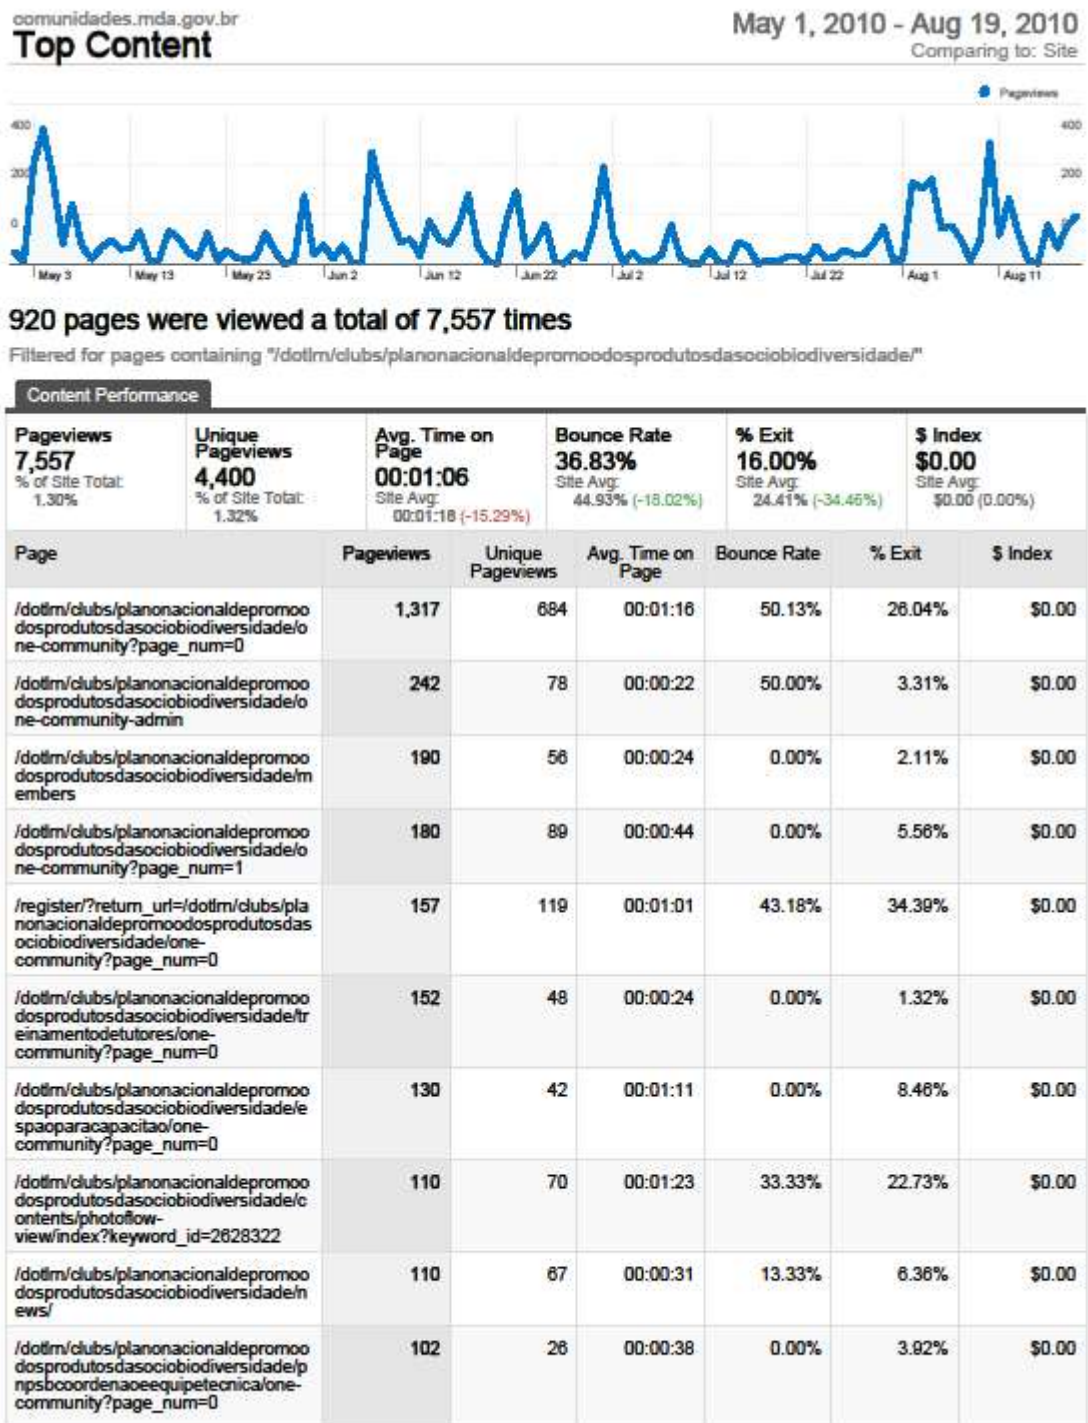 comunidades.mda.gov.br
Top Content
May 1, 2010 - Aug 19, 2010
Comparing to: Site
Pageviews
400 400
200 200
0
May 3 May 13 May 23 Jun 2 Jun 12 Jun 22 Jul 2 Jul 12 Jul 22 Aug 1 Aug 11
920 pages were viewed a total of 7,557 times
Filtered for pages containing "/dotlrn/clubs/planonacionaldepromoodosprodutosdasociobiodiversidade/"
Content Performance
Pageviews
7,557
% of Site Total:
1.30%
Unique
Pageviews
4,400
% of Site Total:
1.32%
Avg. Time on
Page
00:01:06
Site Avg:
00:01:18 (-15.29%)
Bounce Rate
36.83%
Site Avg:
44.93% (-18.02%)
% Exit
16.00%
Site Avg:
24.41% (-34.46%)
$ Index
$0.00
Site Avg:
$0.00 (0.00%)
Page Pageviews Unique Avg. Time on Bounce Rate % Exit $ Index
Pageviews Page
/dotlrn/clubs/planonacionaldepromoo 1,317 684 00:01:16 50.13% 26.04% $0.00
dosprodutosdasociobiodiversidade/o
ne-community?page_num=0
/dotlrn/clubs/planonacionaldepromoo 242 78 00:00:22 50.00% 3.31% $0.00
dosprodutosdasociobiodiversidade/o
ne-community-admin
/dotlrn/clubs/planonacionaldepromoo 190 56 00:00:24 0.00% 2.11% $0.00
dosprodutosdasociobiodiversidade/m
embers
/dotlrn/clubs/planonacionaldepromoo 180 89 00:00:44 0.00% 5.56% $0.00
dosprodutosdasociobiodiversidade/o
ne-community?page_num=1
/register/?return_url=/dotlrn/clubs/pla 157 119 00:01:01 43.18% 34.39% $0.00
nonacionaldepromoodosprodutosdas
ociobiodiversidade/one-
community?page_num=0
/dotlrn/clubs/planonacionaldepromoo 152 48 00:00:24 0.00% 1.32% $0.00
dosprodutosdasociobiodiversidade/tr
einamentodetutores/one-
community?page_num=0
/dotlrn/clubs/planonacionaldepromoo 130 42 00:01:11 0.00% 8.46% $0.00
dosprodutosdasociobiodiversidade/e
spaoparacapacitao/one-
community?page_num=0
/dotlrn/clubs/planonacionaldepromoo 110 70 00:01:23 33.33% 22.73% $0.00
dosprodutosdasociobiodiversidade/c
ontents/photoflow-
view/index?keyword_id=2628322
/dotlrn/clubs/planonacionaldepromoo 110 67 00:00:31 13.33% 6.36% $0.00
dosprodutosdasociobiodiversidade/n
ews/
/dotlrn/clubs/planonacionaldepromoo 102 26 00:00:38 0.00% 3.92% $0.00
dosprodutosdasociobiodiversidade/p
npsbcoordenaoeequipetecnica/one-
community?page_num=0